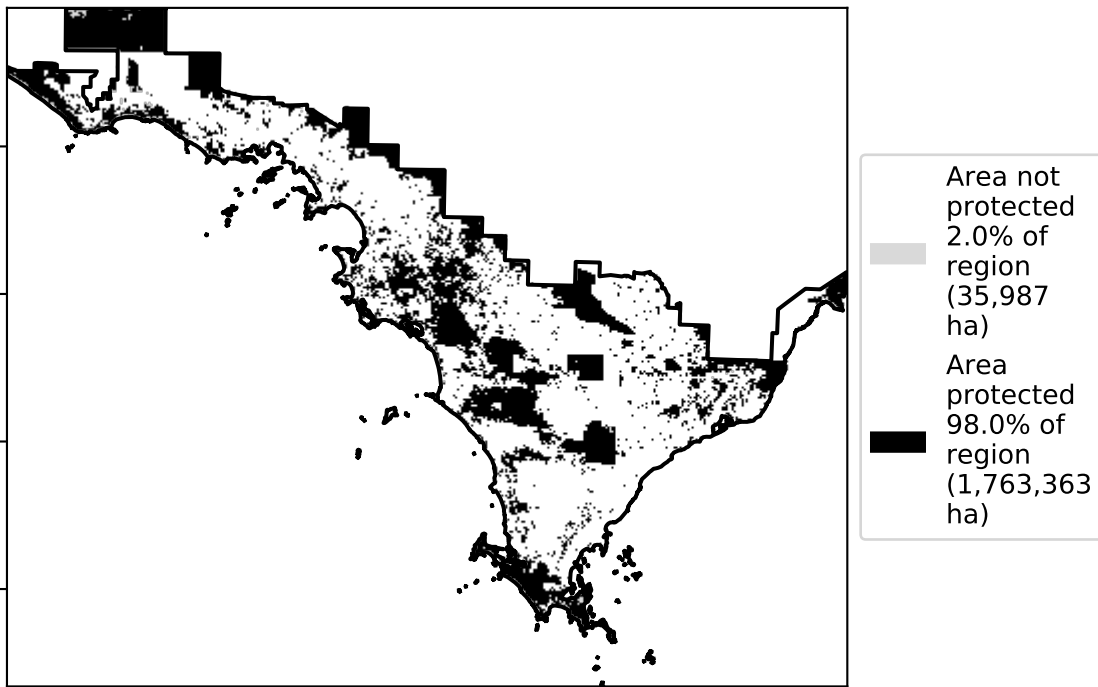 Area not
protected
2.0% of
region
(35,987
ha)
Area
protected
98.0% of
region
(1,763,363
ha)